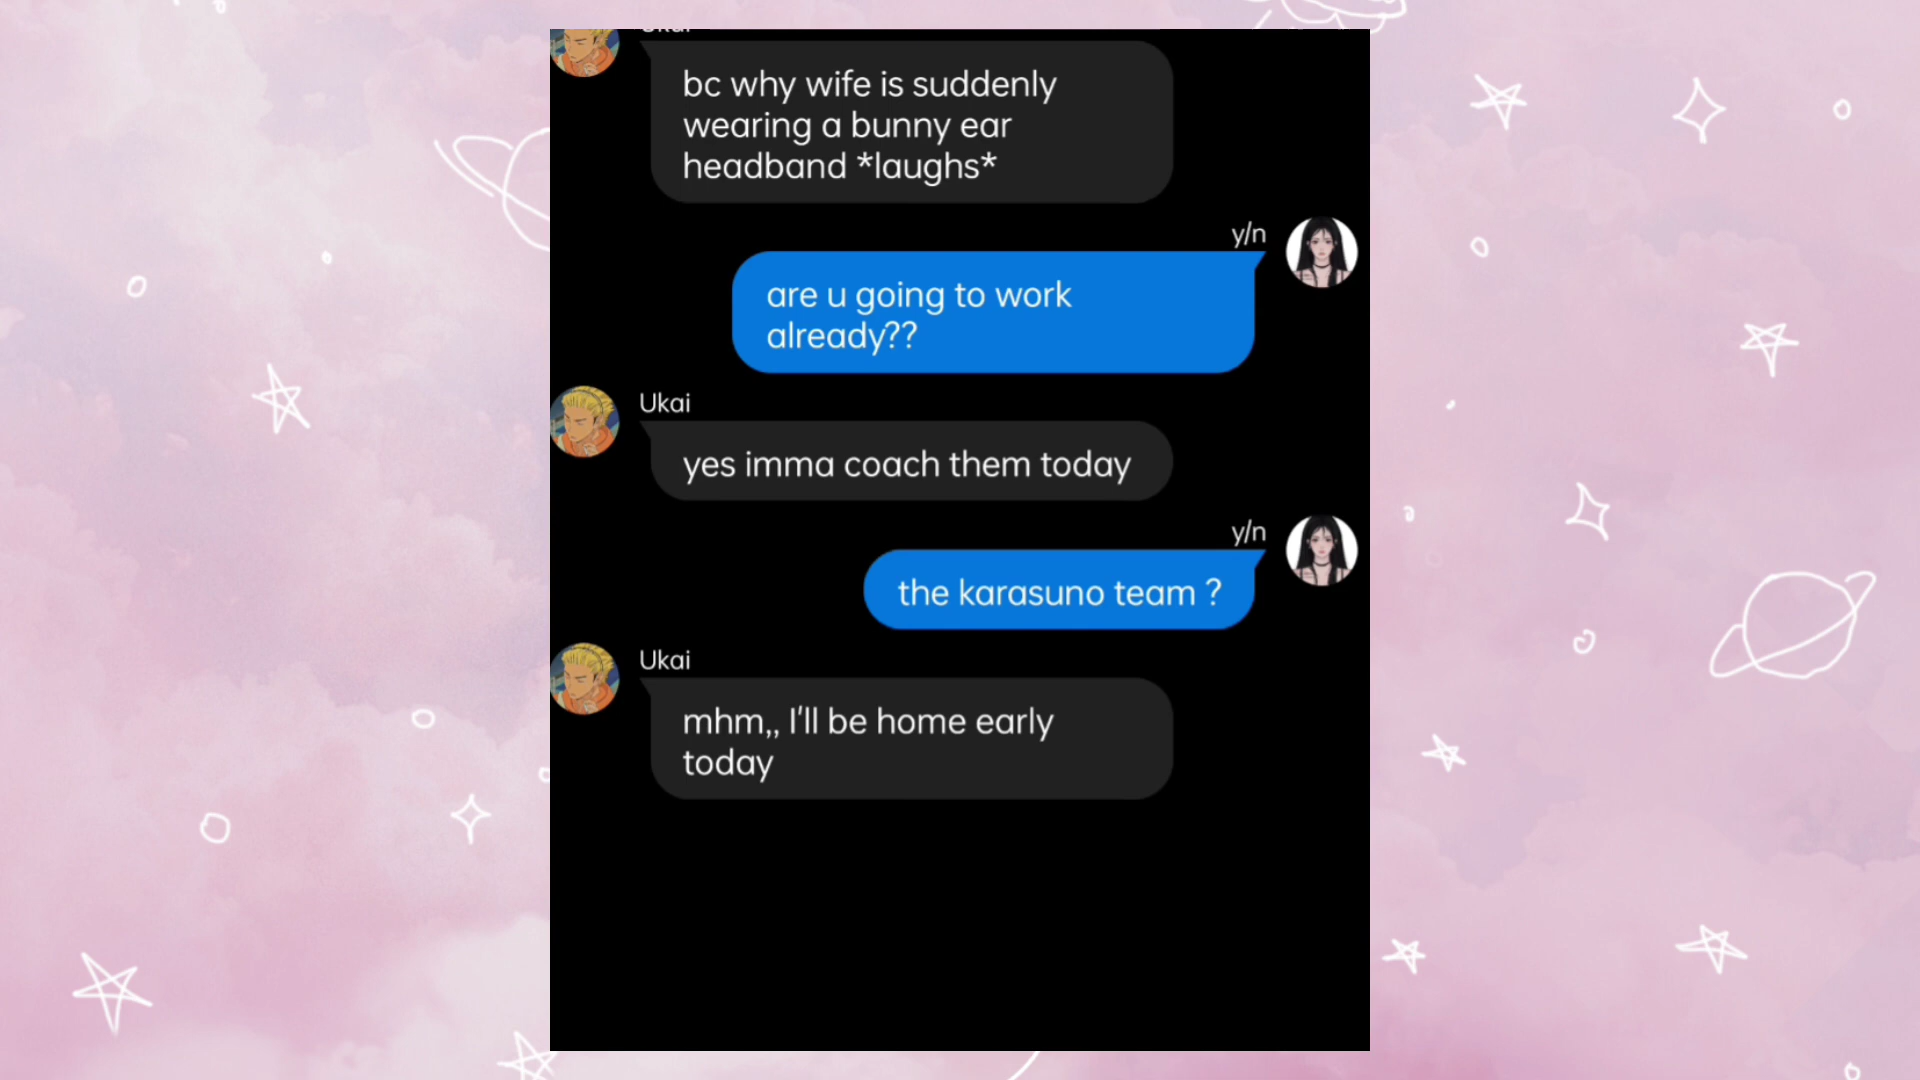 Ukai
bc why wife is suddenly
wearing a bunny ear
headband *laughs*
y/n
are u going to work
already??
Ukai
yes imma coach them today
y/n
the karasuno team ?
Ukai
mhm,, I'll be home early
today